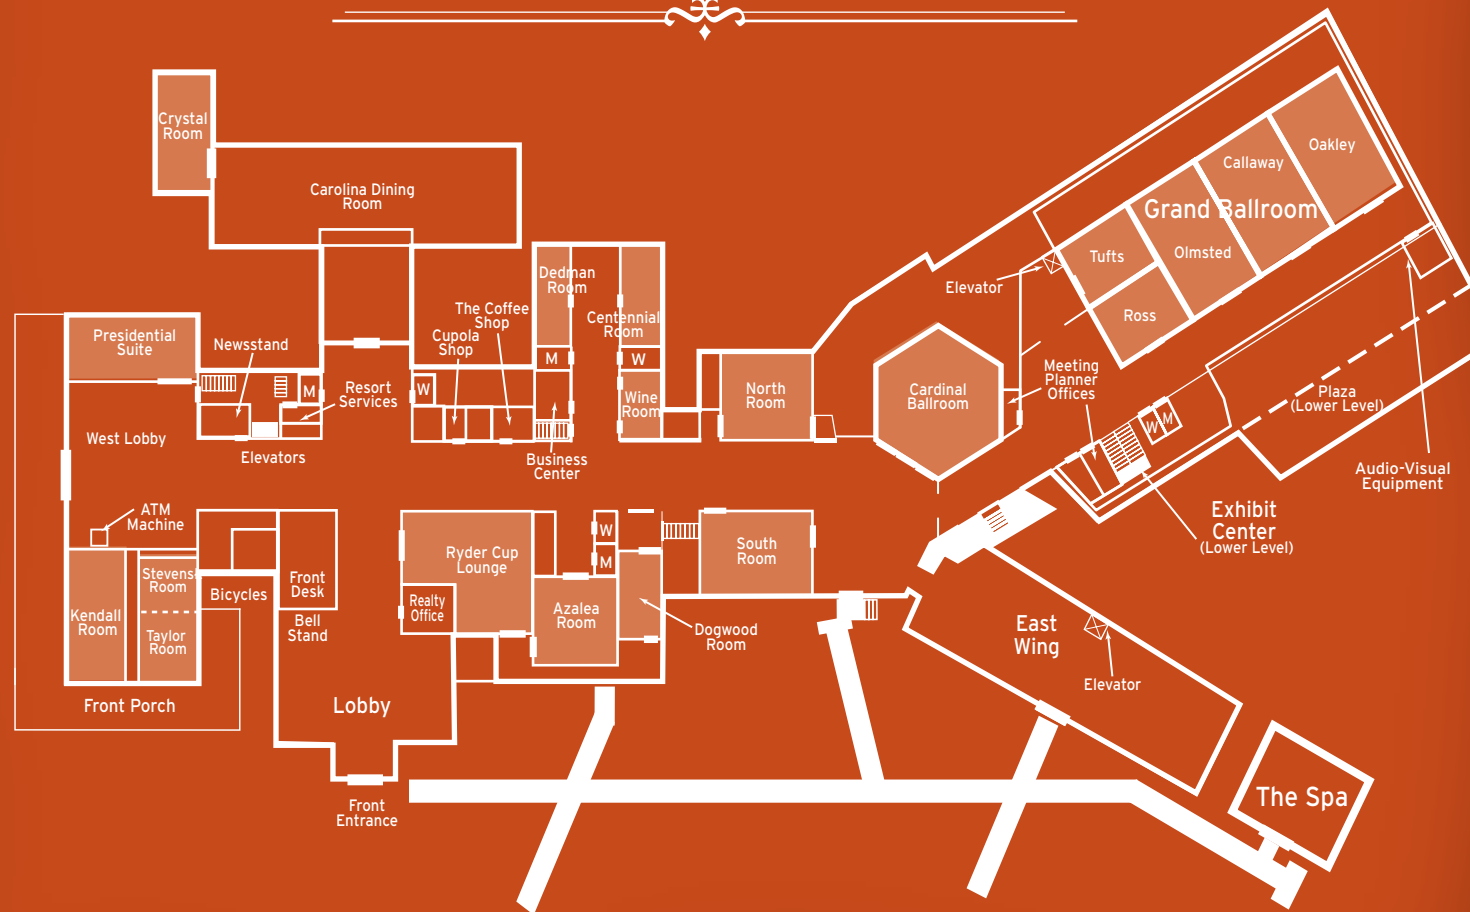 Crystal
Room
Carolina Dining
Room
Oakley
Callaway
Grand Ballroom
Olmsted
Tufts
Ross
Elevator
Dedman
Room
Centennial
Room
The Coffee
Shop
Cupola
Shop
Presidential
Suite
Newsstand
M
Resort
Services
W
M
W
Wine
Room
North
Room
Cardinal
Ballroom
Meeting
Planner
Offices
Plaza
(Lower Level)
W
M
West Lobby
Elevators
Business
Center
Audio-Visual
Equipment
Exhibit
Center
(Lower Level)
ATM
Machine
Stevens
Room
Kendall
Room
Taylor
Room
Bicycles
Front
Desk
Bell
Stand
Ryder Cup
Lounge
Realty
Office
W
M
Azalea
Room
South
Room
Dogwood
Room
East
Wing
Elevator
Front Porch
Lobby
Front
Entrance
The Spa